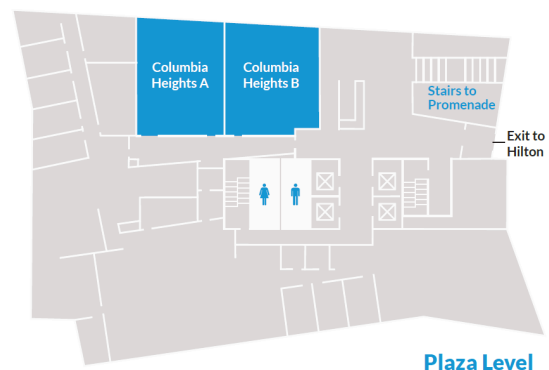 Columbia
Heights A
Columbia
Heights B
Stairs to
Promenade
Exit to
Hilton
Plaza Level